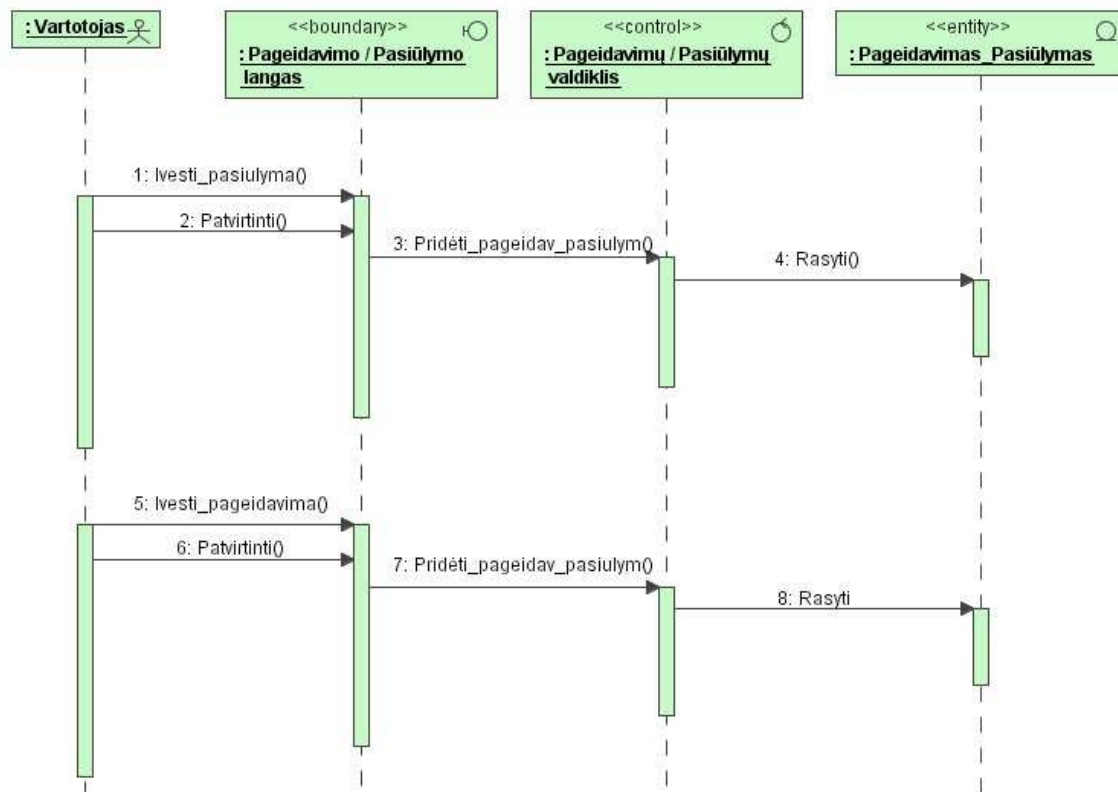 : Vartotojas
<<boundary>>
: Pageidavimo / Pasiūlymo
langas
<<control>>
: Pageidavimų / Pasiūlymų
valdiklis
<<entity>>
: Pageidavimas_Pasiūlymas
1: Ivesti_pasiulyma()
2: Patvirtinti()
3: Pridėti_pageidav_pasiulym()
4: Rasyti()
5: Ivesti_pageidavima()
6: Patvirtinti()
7: Pridėti_pageidav_pasiulym()
8: Rasyti